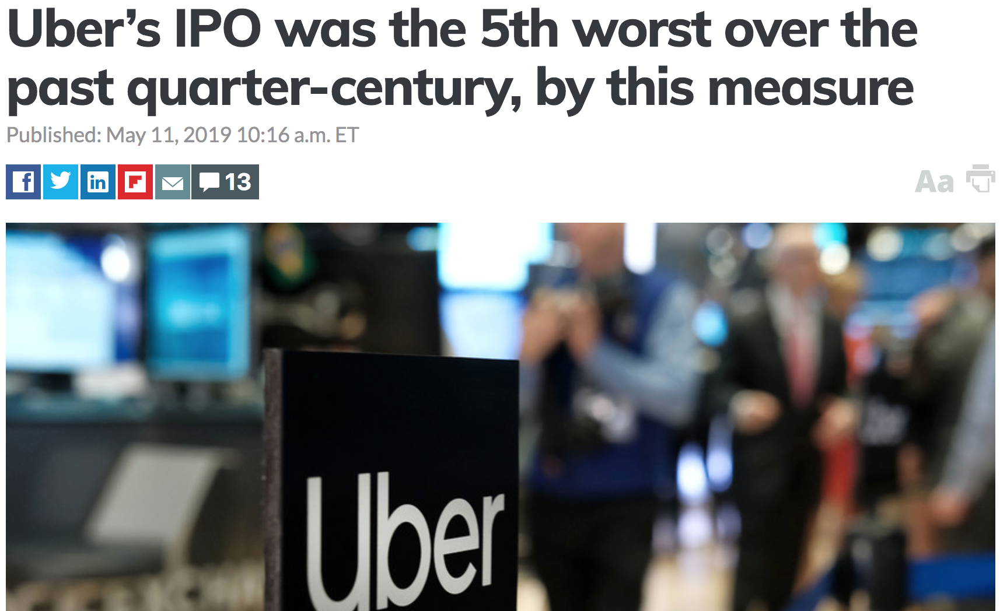 Uber’s IPO was the 5th worst over the
past quarter-century, by this measure
Published: May 11, 2019 10:16 a.m. ET
f in 13
Aa
Uber